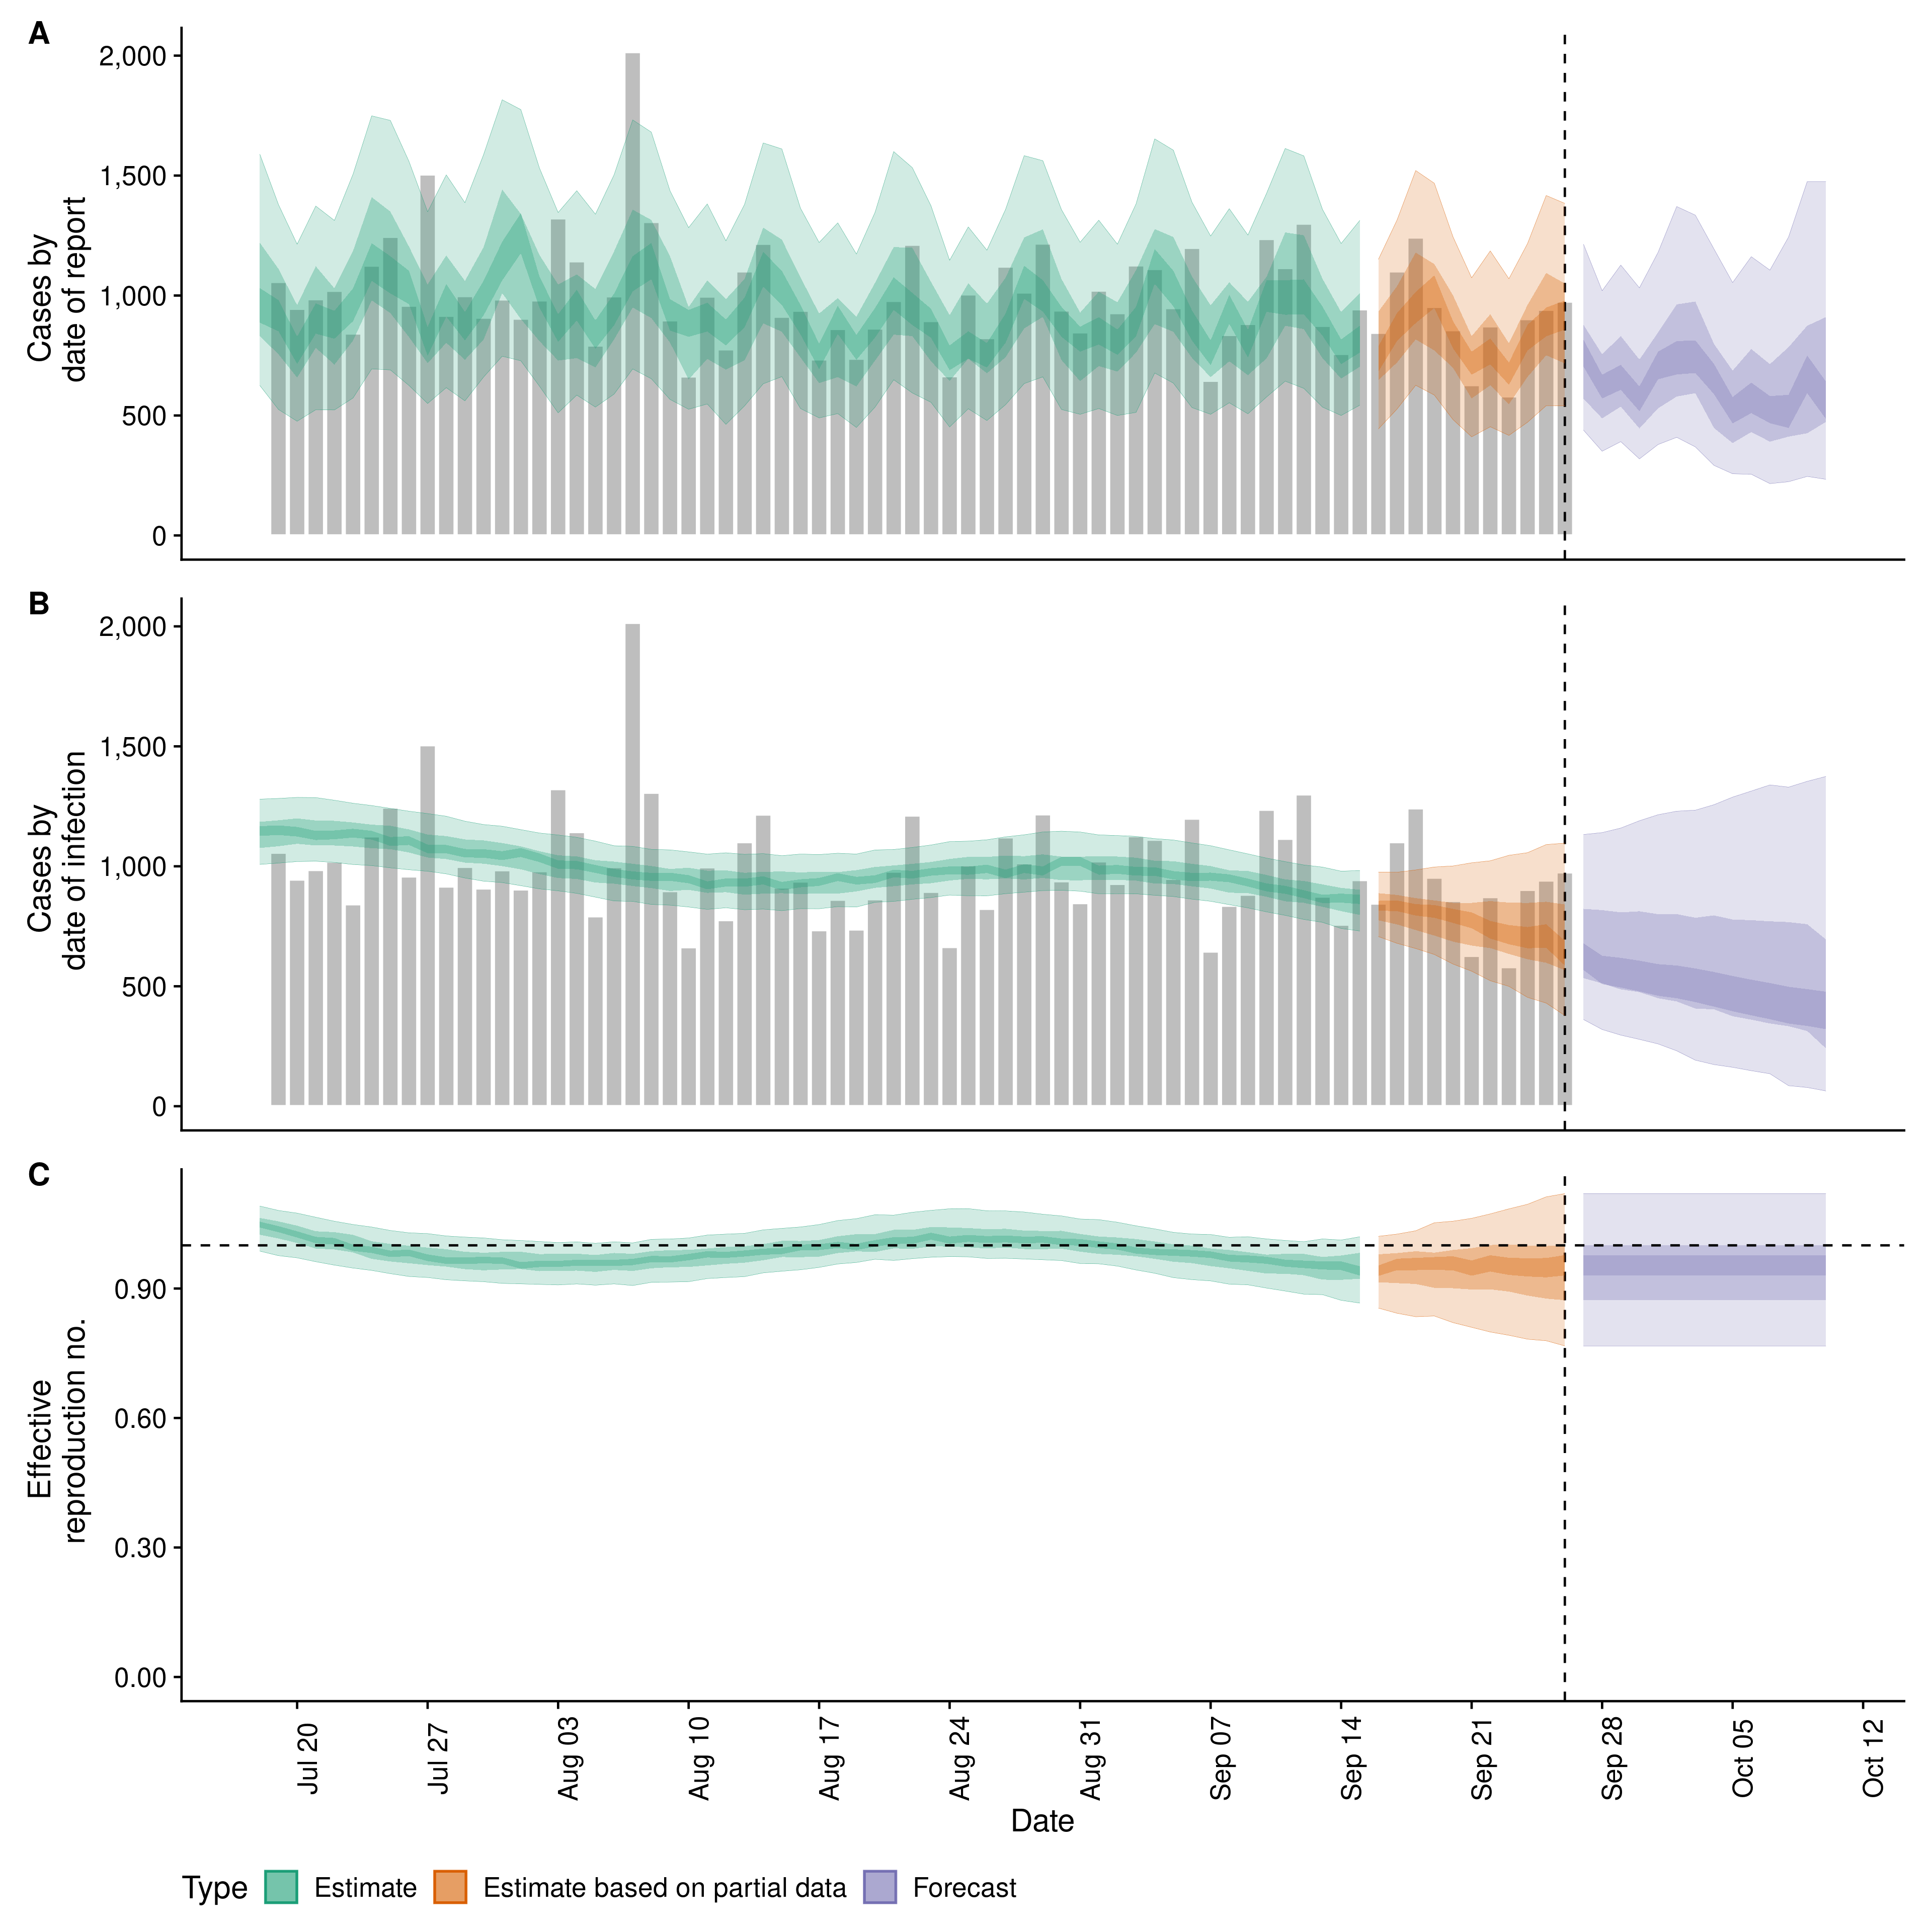 A
2,000
1,500
1,000
500
0
Cases by
date of report
B
2,000
1,500
1,000
500
0
Cases by
date of infection
C
0.90
0.60
0.30
0.00
Effective
reproduction no.
Jul 20
Jul 27
Aug 03
Aug 10
Aug 17
Aug 24
Aug 31
Sep 07
Sep 14
Sep 21
Sep 28
Oct 05
Oct 12
Date
Type Estimate Estimate based on partial data Forecast